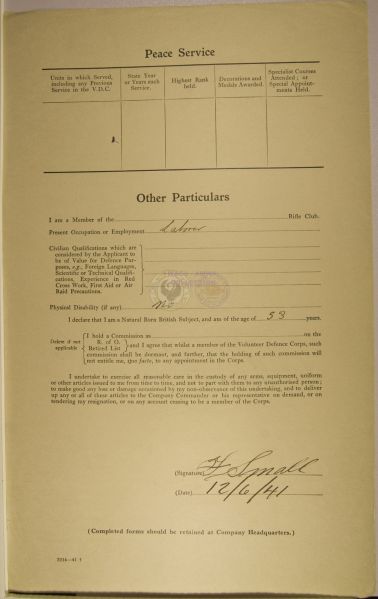 Peace Service
Units in which Served, including any Previous Service in the V.D.C.
State Year or Years each Service.
Highest Rank held.
Decorations and Medals Awarded.
Specialist Courses Attended; or Special Appointments Held.
Other Particulars
I am a Member of the Rifle Club.
Present Occupation or Employment Labourer
Civilian Qualifications which are
considered by the Applicant to
be of Value for Defence Pur-
poses, e.g., Foreign Languages,
Scientific or Technical Qualifi-
cations, Experience in Red
Cross Work, First Aid or Air
Raid Precautions.
Physical Disability (if any) No
I declare that I am a Natural Born British Subject, and am of the age of 53 years.
Delete if not applicable
I hold a Commission as on the
R. of O.
Retired List
and I agree that whilst a member of the Volunteer Defence Corps, such
commission shall be dormant, and further, that the holding of such commission will
not entitle me, ipso facto, to any appointment in the Corps.
I undertake to exercise all reasonable care in the custody of any arms, equipment, uniform
or other articles issued to me from time to time, and not to part with them to any unauthorised person;
to make good any loss or damage occasioned by my non-observance of this undertaking, and to deliver
up any or all of these articles to the Company Commander or his representative on demand, or on
tendering my resignation, or on any account ceasing to be a member of the Corps.
(Signature) F Small
(Date) 12/6/41
(Completed forms should be retained at Company Headquarters.)